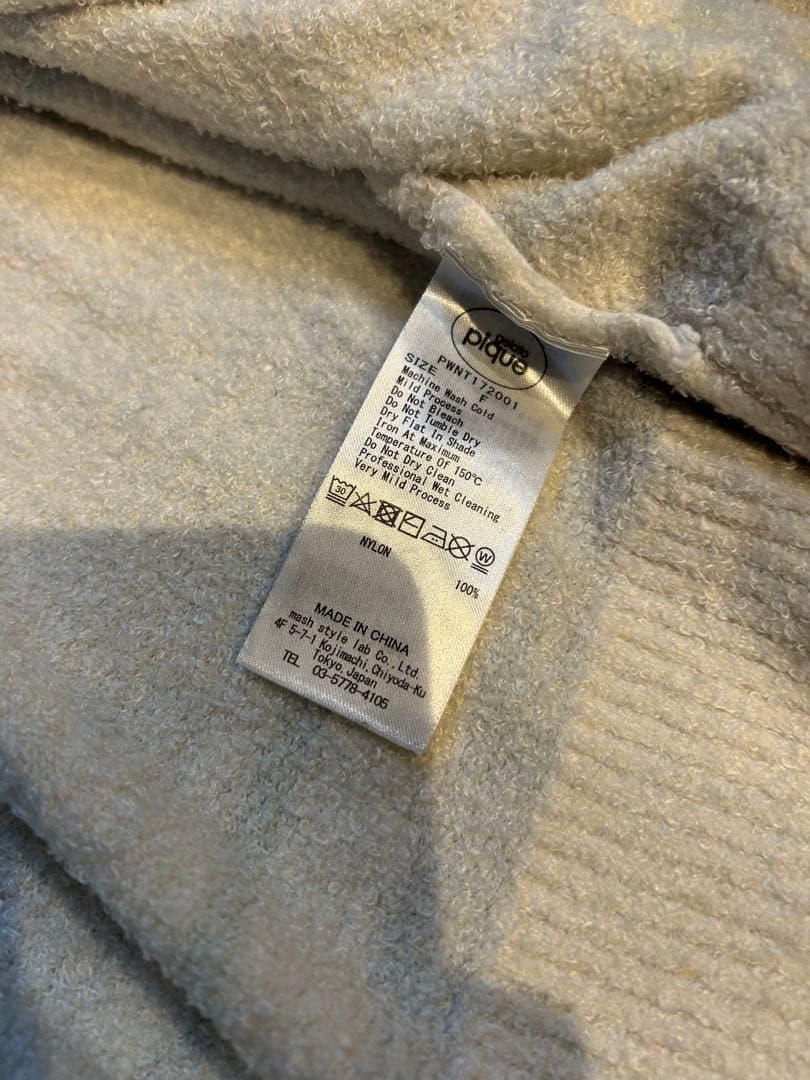 gelato
pique
PWNT172001
SIZE F
Machine Wash Cold
Mild Process
Do Not Bleach
Do Not Tumble Dry
Dry Flat In Shade
Iron At Maximum
Temperature Of 150℃
Do Not Dry Clean
Professional Wet Cleaning
Very Mild Process
30 W
NYLON 100%
MADE IN CHINA
mash style lab Co.,Ltd.
4F 5-7-1 Kojimachi,Chiyoda-Ku
Tokyo,Japan
TEL 03-5778-4105